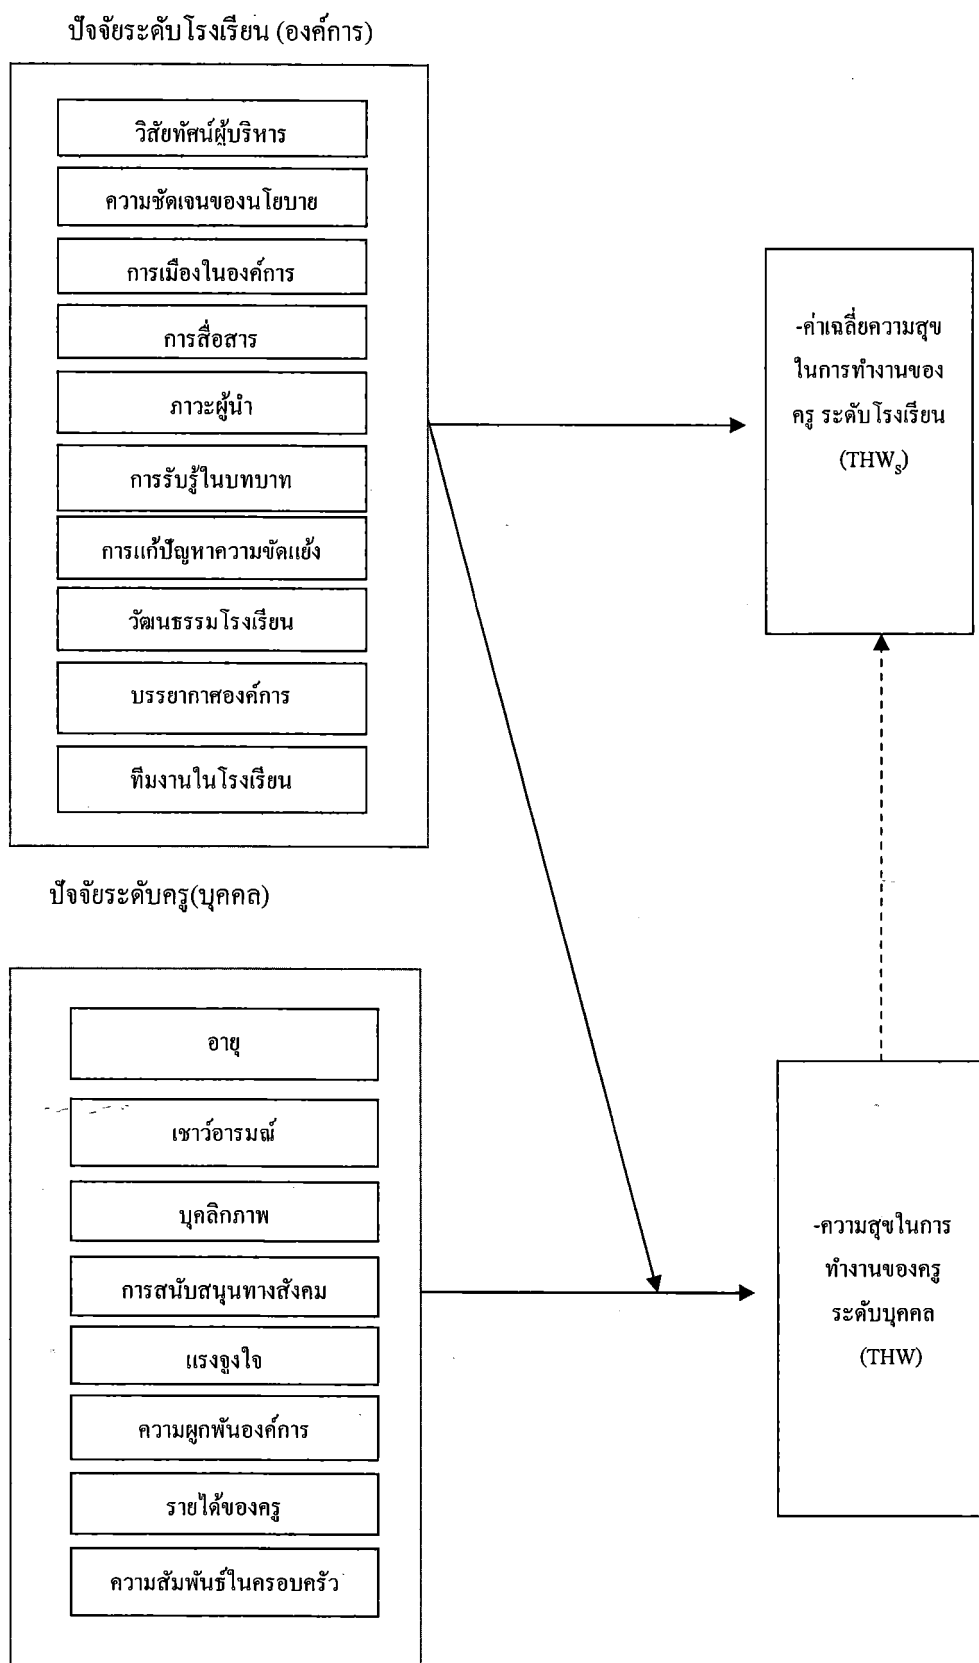 ปัจจัยระดับโรงเรียน (องค์การ)
วิสัยทัศน์ผู้บริหาร
ความชัดเจนของนโยบาย
การเมืองในองค์การ
การสื่อสาร
ภาวะผู้นำ
การรับรู้ในบทบาท
การแก้ปัญหาความขัดแย้ง
วัฒนธรรมโรงเรียน
บรรยากาศองค์การ
ทีมงานในโรงเรียน
-ค่าเฉลี่ยความสุข
ในการทำงานของ
ครู ระดับโรงเรียน
(THWs)
ปัจจัยระดับครู(บุคคล)
อายุ
เชาว์อารมณ์
บุคลิกภาพ
การสนับสนุนทางสังคม
แรงจูงใจ
ความผูกพันองค์การ
รายได้ของครู
ความสัมพันธ์ในครอบครัว
-ความสุขในการ
ทำงานของครู
ระดับบุคคล
(THW)